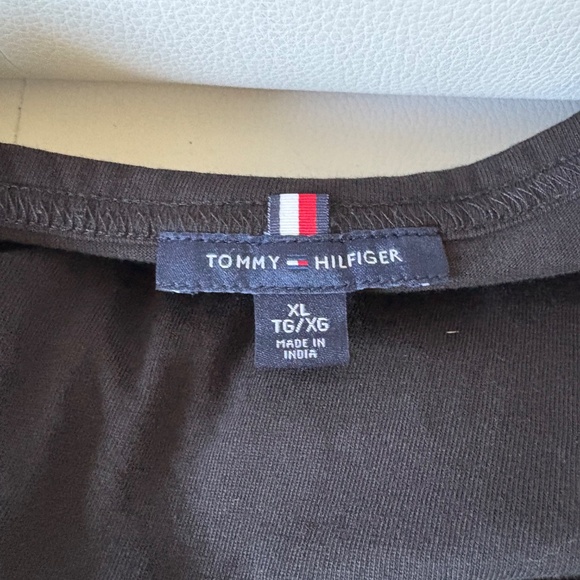 TOMMY HILFIGER
XL
TG/XG
MADE IN
INDIA